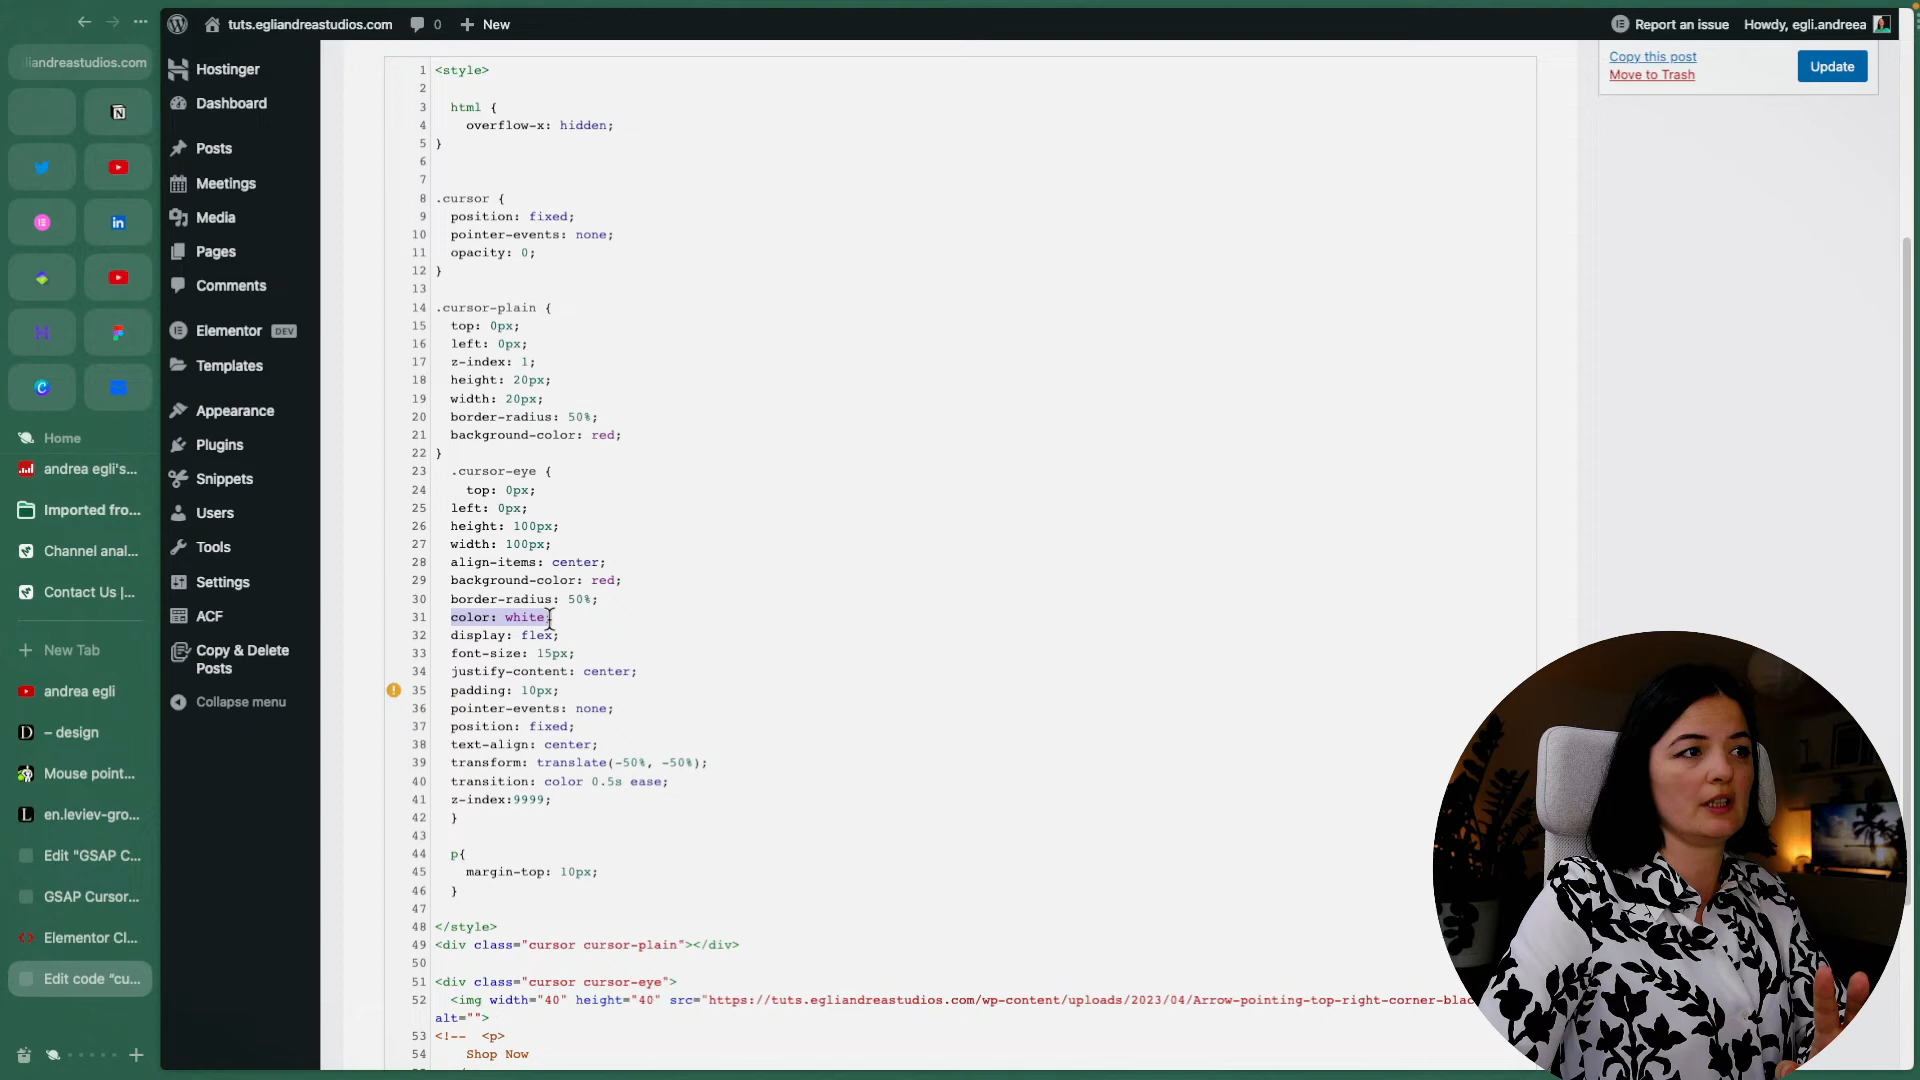 tuts.egliandreastudios.com
0
New
Report an issue
Howdy, egli.andreea
liandreastudios.com
Home
andrea egli's...
Imported fro...
Channel anal...
Contact Us |...
New Tab
andrea egli
– design
Mouse point...
en.leviev-gro...
Edit "GSAP C...
GSAP Cursor...
Elementor Cl...
Edit code “cu...
Hostinger
Dashboard
Posts
Meetings
Media
Pages
Comments
Elementor DEV
Templates
Appearance
Plugins
Snippets
Users
Tools
Settings
ACF
Copy & Delete
Posts
Collapse menu
Copy this post
Move to Trash
Update
1 <style>
2
3 html {
4 overflow-x: hidden;
5 }
6
7
8 .cursor {
9 position: fixed;
10 pointer-events: none;
11 opacity: 0;
12 }
13
14 .cursor-plain {
15 top: 0px;
16 left: 0px;
17 z-index: 1;
18 height: 20px;
19 width: 20px;
20 border-radius: 50%;
21 background-color: red;
22 }
23 .cursor-eye {
24 top: 0px;
25 left: 0px;
26 height: 100px;
27 width: 100px;
28 align-items: center;
29 background-color: red;
30 border-radius: 50%;
31 color: white;
32 display: flex;
33 font-size: 15px;
34 justify-content: center;
35 padding: 10px;
36 pointer-events: none;
37 position: fixed;
38 text-align: center;
39 transform: translate(-50%, -50%);
40 transition: color 0.5s ease;
41 z-index:9999;
42 }
43
44 p{
45 margin-top: 10px;
46 }
47
48 </style>
49 <div class="cursor cursor-plain"></div>
50
51 <div class="cursor cursor-eye">
52 <img width="40" height="40" src="https://tuts.egliandreastudios.com/wp-content/uploads/2023/04/Arrow-pointing-top-right-corner-blac
alt="">
53 <!-- <p>
54 Shop Now